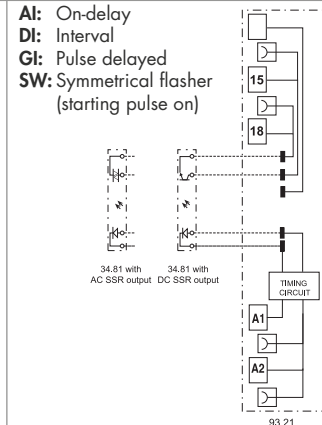 AI: On-delay
DI: Interval
GI: Pulse delayed
SW: Symmetrical flasher
(starting pulse on)
15
18
34.81 with
AC SSR output
34.81 with
DC SSR output
TIMING
CIRCUIT
A1
A2
93.21